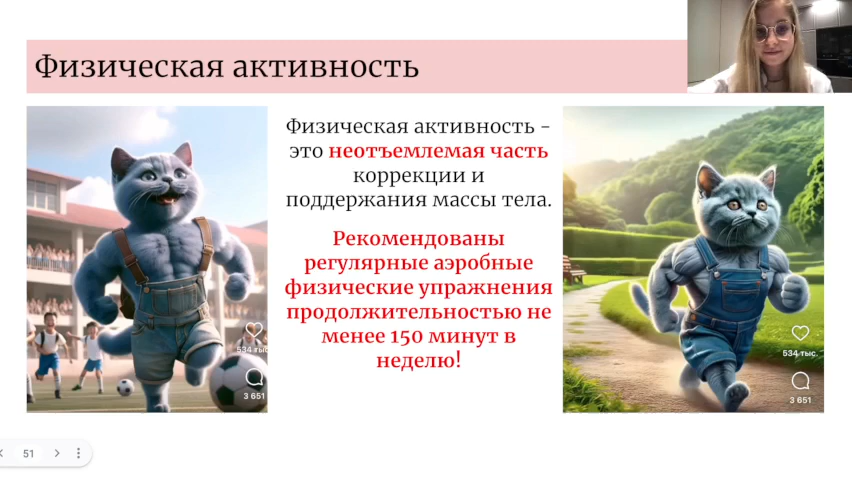 Физическая активность
Физическая активность -
это неотъемлемая часть
коррекции и
поддержания массы тела.
Рекомендованы
регулярные аэробные
физические упражнения
продолжительностью не
менее 150 минут в
неделю!
534 тыс
3 651
534 тыс.
3 651
51